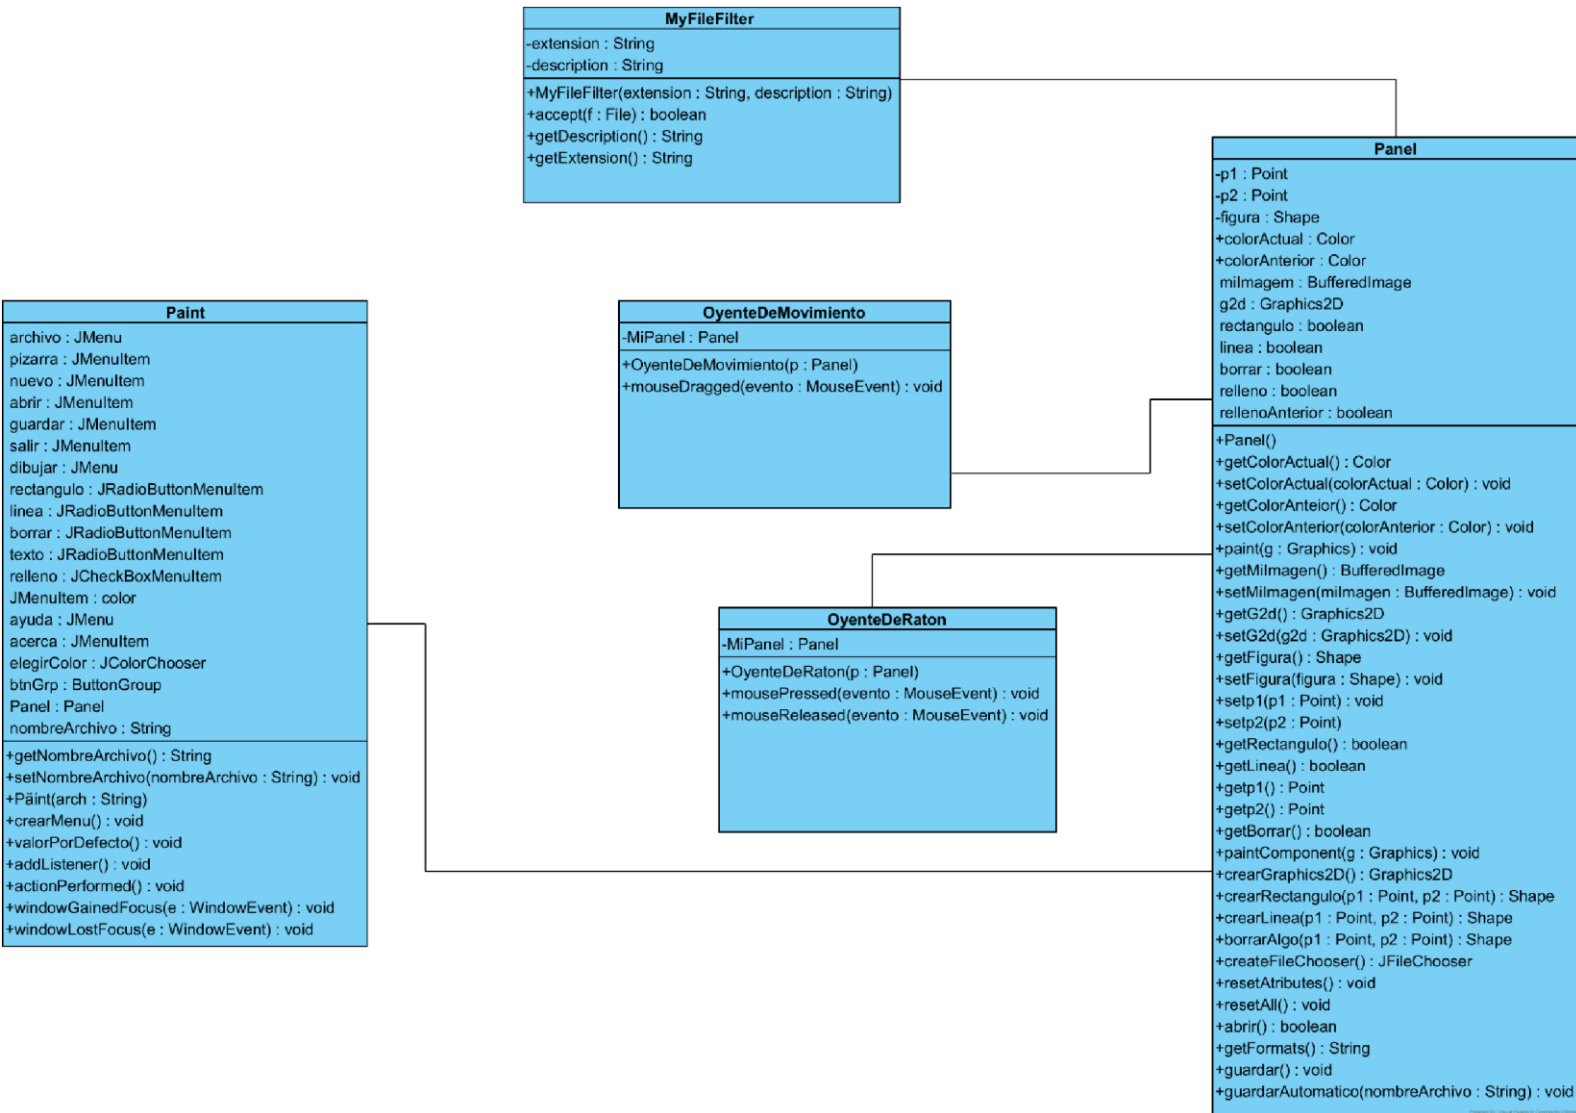 MyFileFilter
-extension : String
-description : String
+MyFileFilter(extension : String, description : String)
+accept(f : File) : boolean
+getDescription() : String
+getExtension() : String
Panel
-p1 : Point
-p2 : Point
-figura : Shape
+colorActual : Color
+colorAnterior : Color
miImagem : BufferedImage
g2d : Graphics2D
rectangulo : boolean
linea : boolean
borrar : boolean
relleno : boolean
rellenoAnterior : boolean
+Panel()
+getColorActual() : Color
+setColorActual(colorActual : Color) : void
+getColorAnteior() : Color
+setColorAnterior(colorAnterior : Color) : void
+paint(g : Graphics) : void
+getMiImagen() : BufferedImage
+setMiImagen(miImagen : BufferedImage) : void
+getG2d() : Graphics2D
+setG2d(g2d : Graphics2D) : void
+getFigura() : Shape
+setFigura(figura : Shape) : void
+setp1(p1 : Point) : void
+setp2(p2 : Point)
+getRectangulo() : boolean
+getLinea() : boolean
+getp1() : Point
+getp2() : Point
+getBorrar() : boolean
+paintComponent(g : Graphics) : void
+crearGraphics2D() : Graphics2D
+crearRectangulo(p1 : Point, p2 : Point) : Shape
+crearLinea(p1 : Point, p2 : Point) : Shape
+borrarAlgo(p1 : Point, p2 : Point) : Shape
+createFileChooser() : JFileChooser
+resetAtributes() : void
+resetAll() : void
+abrir() : boolean
+getFormats() : String
+guardar() : void
+guardarAutomatico(nombreArchivo : String) : void
OyenteDeMovimiento
-MiPanel : Panel
+OyenteDeMovimiento(p : Panel)
+mouseDragged(evento : MouseEvent) : void
Paint
archivo : JMenu
pizarra : JMenuItem
nuevo : JMenuItem
abrir : JMenuItem
guardar : JMenuItem
salir : JMenuItem
dibujar : JMenu
rectangulo : JRadioButtonMenuItem
linea : JRadioButtonMenuItem
borrar : JRadioButtonMenuItem
texto : JRadioButtonMenuItem
relleno : JCheckBoxMenuItem
JMenuItem : color
ayuda : JMenu
acerca : JMenuItem
elegirColor : JColorChooser
btnGrp : ButtonGroup
Panel : Panel
nombreArchivo : String
+getNombreArchivo() : String
+setNombreArchivo(nombreArchivo : String) : void
+Päint(arch : String)
+crearMenu() : void
+valorPorDefecto() : void
+addListener() : void
+actionPerformed() : void
+windowGainedFocus(e : WindowEvent) : void
+windowLostFocus(e : WindowEvent) : void
OyenteDeRaton
-MiPanel : Panel
+OyenteDeRaton(p : Panel)
+mousePressed(evento : MouseEvent) : void
+mouseReleased(evento : MouseEvent) : void